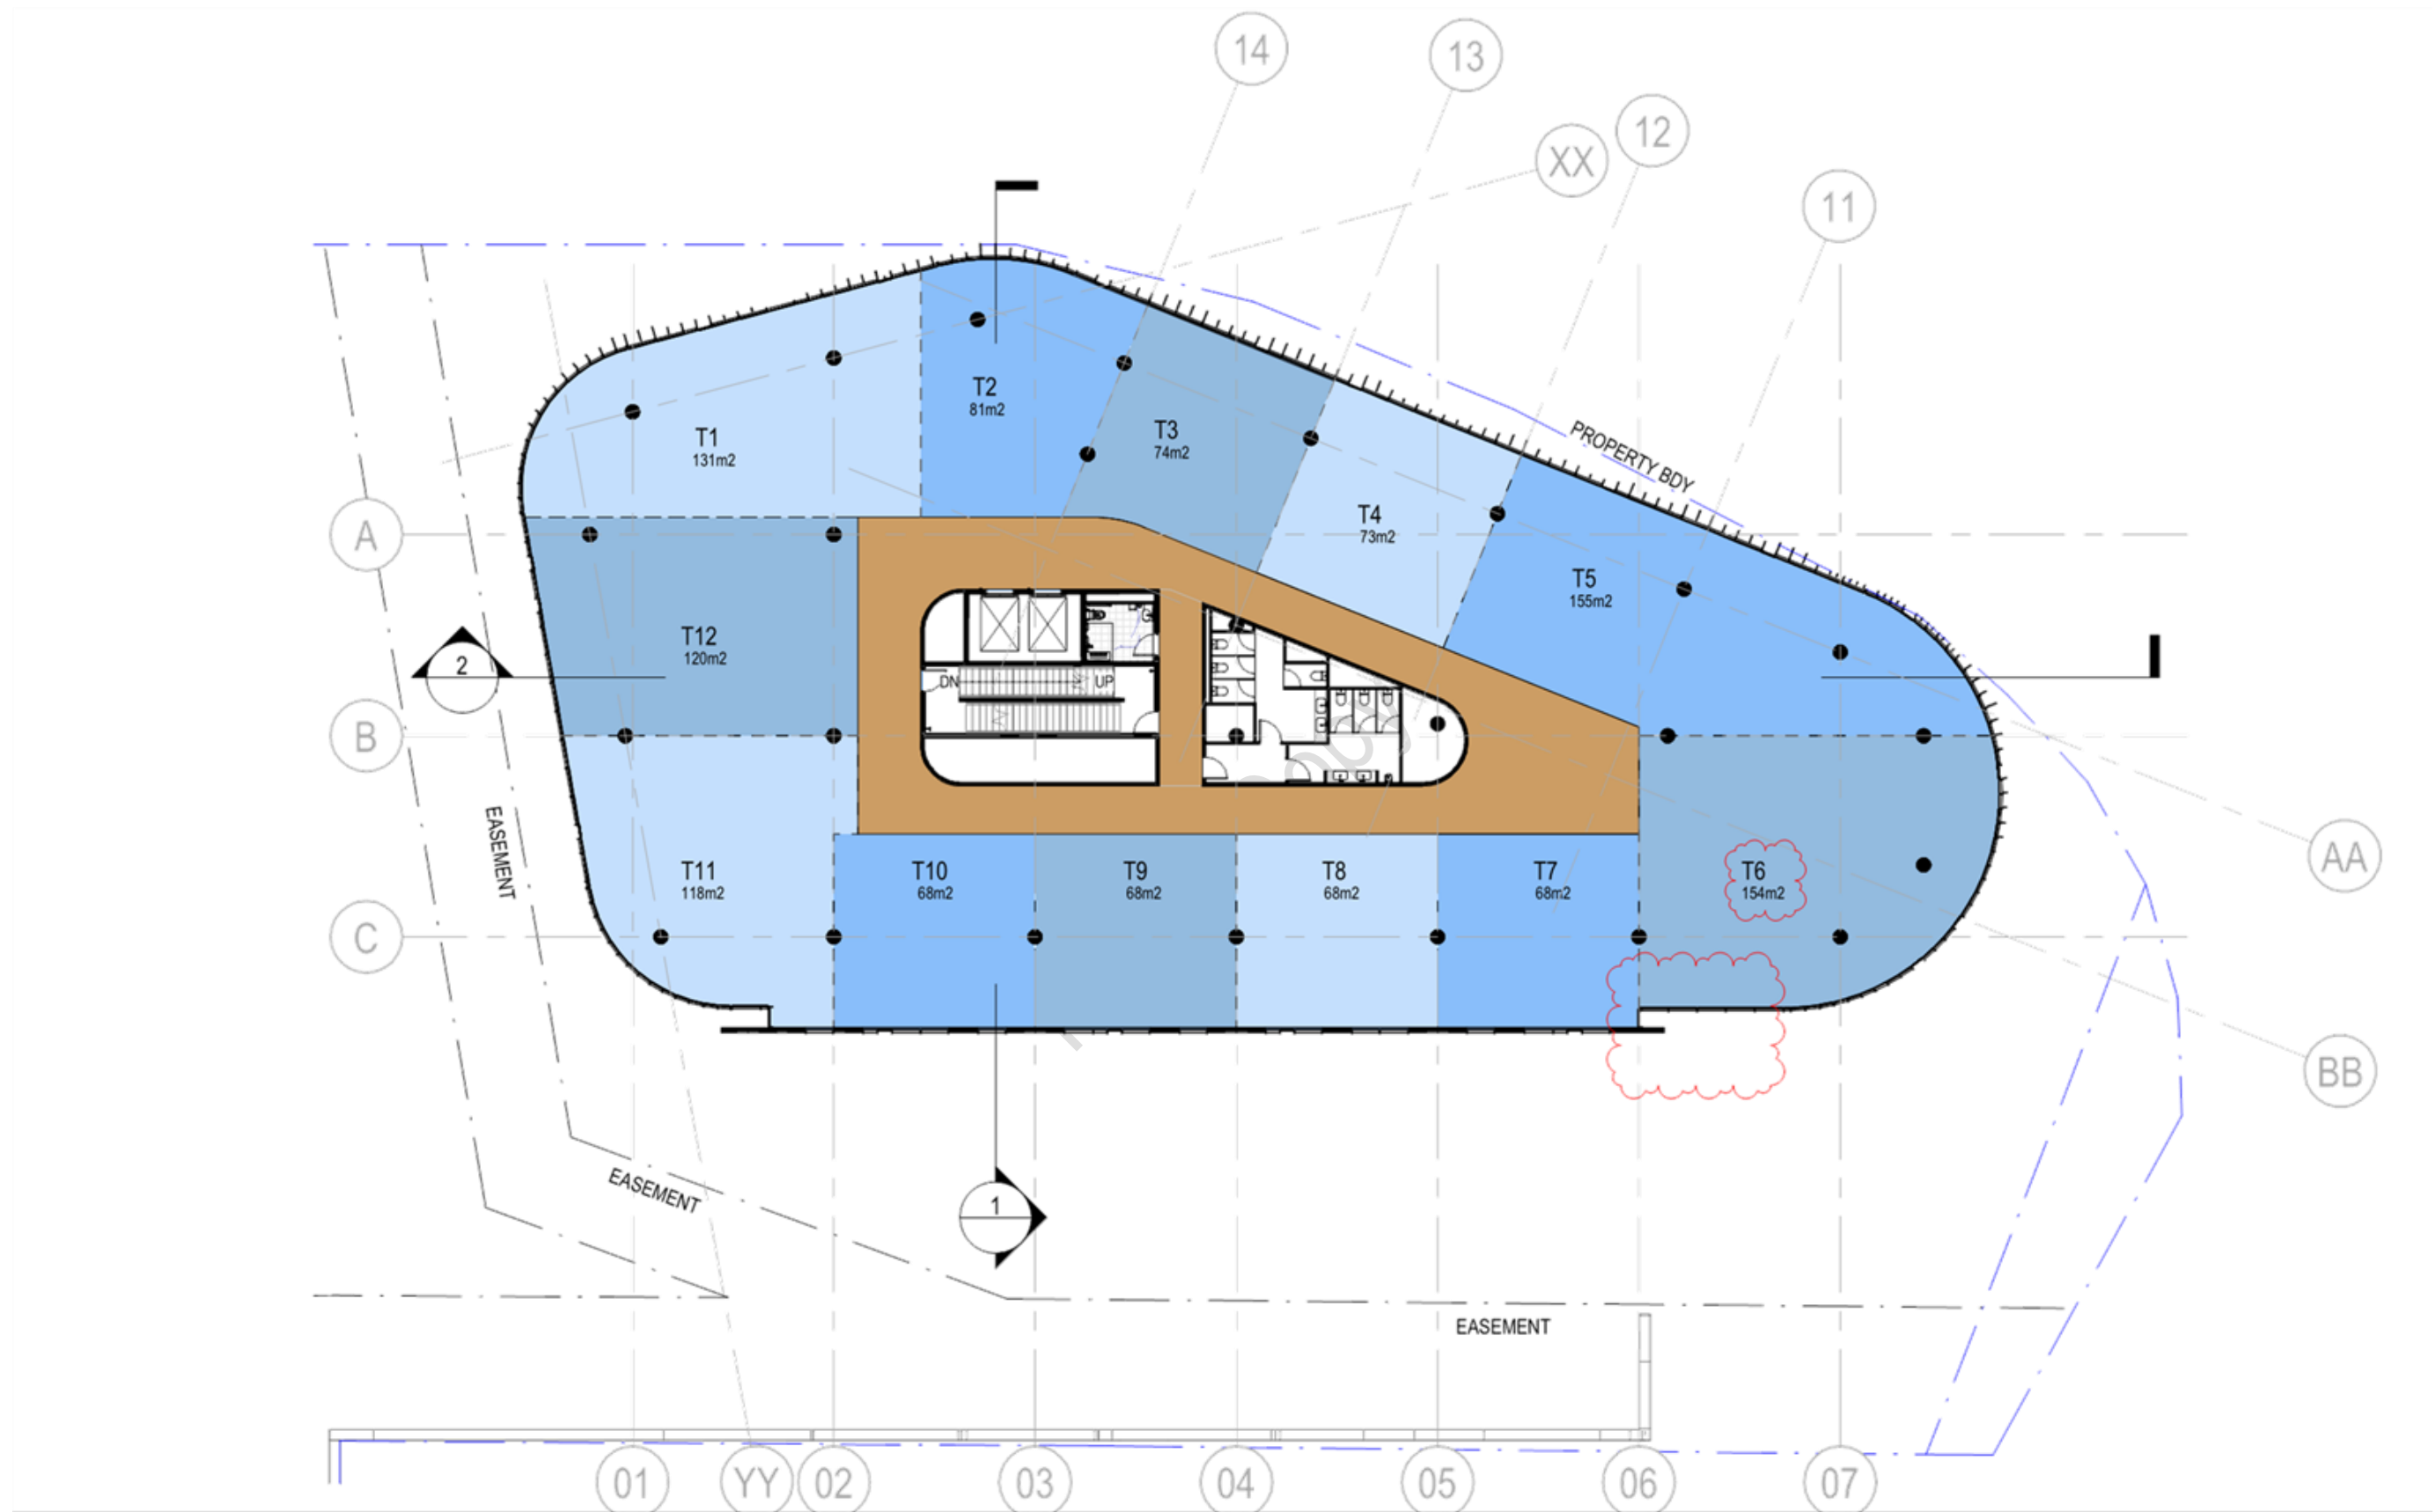 14
13
12
XX
11
PROPERTY BDY
T2
81m2
T1
131m2
T3
74m2
T4
73m2
A
T5
155m2
T12
120m2
2
DN
UP
B
EASEMENT
T11
118m2
T10
68m2
T9
68m2
T8
68m2
T7
68m2
T6
154m2
AA
C
BB
EASEMENT
1
EASEMENT
01
YY
02
03
04
05
06
07